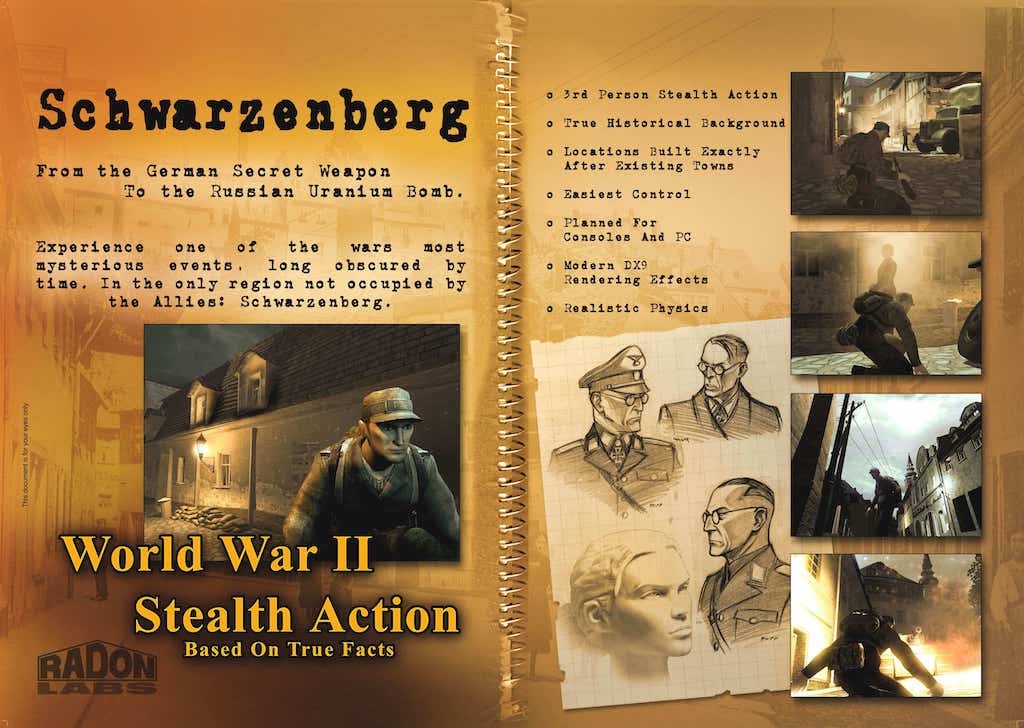 Schwarzenberg
From the German Secret Weapon
To the Russian Uranium Bomb.
Experience one of the wars most
mysterious events, long obscured by
time. In the only region not occupied by
the Allies: Schwarzenberg.
This document is for your eyes only
World War II
Stealth Action
Based On True Facts
RADON
LABS
o 3rd Person Stealth Action
o True Historical Background
o Locations Built Exactly
After Existing Towns
o Easiest Control
o Planned For
Consoles And PC
o Modern DX9
Rendering Effects
o Realistic Physics